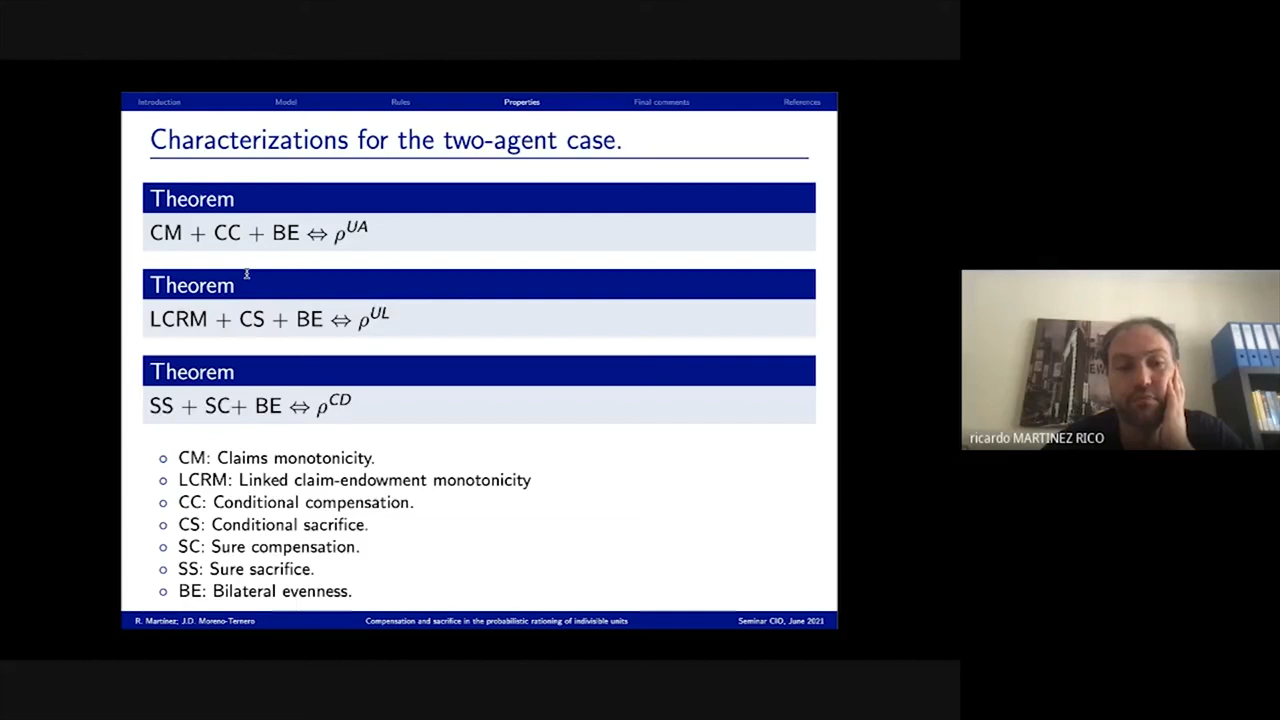 Introduction Model Rules Properties Final comments References
Characterizations for the two-agent case.
Theorem
CM + CC + BE ⇔ ρ^UA
Theorem
LCRM + CS + BE ⇔ ρ^UL
Theorem
SS + SC+ BE ⇔ ρ^CD
CM: Claims monotonicity.
LCRM: Linked claim-endowment monotonicity
CC: Conditional compensation.
CS: Conditional sacrifice.
SC: Sure compensation.
SS: Sure sacrifice.
BE: Bilateral evenness.
R. Martínez; J.D. Moreno-Ternero Compensation and sacrifice in the probabilistic rationing of indivisible units Seminar CIO, June 2021
ricardo MARTINEZ RICO